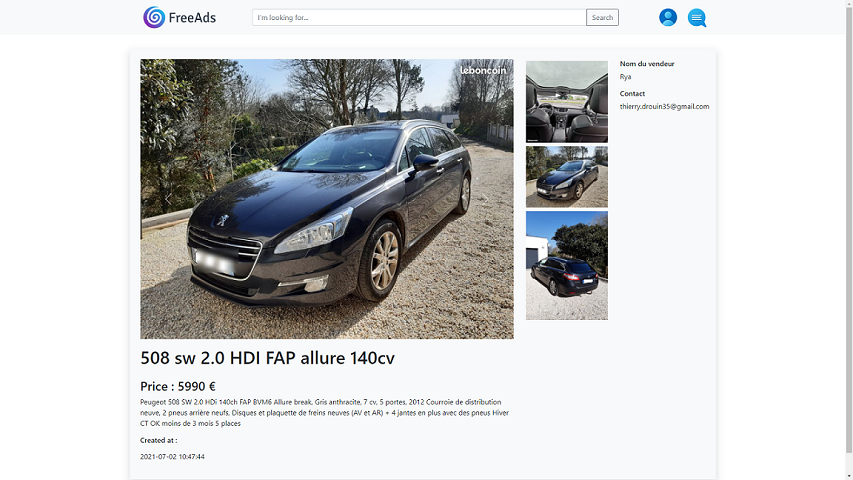 FreeAds
I'm looking for...
Search
leboncoin
Nom du vendeur
Rya
Contact
thierry.drouin35@gmail.com
508 sw 2.0 HDI FAP allure 140cv
Price : 5990 €
Peugeot 508 SW 2.0 HDi 140ch FAP BVM6 Allure break. Gris anthracite, 7 cv, 5 portes, 2012 Courroie de distribution
neuve, 2 pneus arrière neufs, Disques et plaquette de freins neuves (AV et AR) + 4 jantes en plus avec des pneus Hiver
CT OK moins de 3 mois 5 places
Created at :
2021-07-02 10:47:44